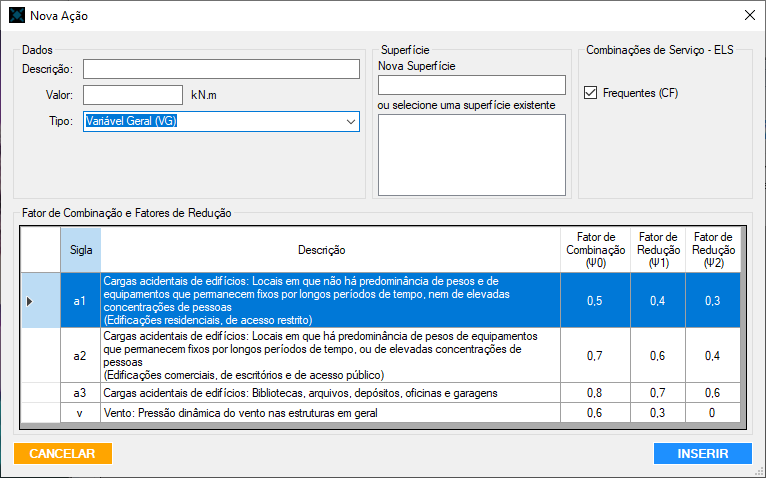 Nova Ação
Dados
Descrição:
Valor:
kN.m
Tipo:
Variável Geral (VG)
Superfície
Nova Superfície
ou selecione uma superfície existente
Combinações de Serviço - ELS
Frequentes (CF)
Fator de Combinação e Fatores de Redução
Sigla
Descrição
Fator de
Combinação
(Ψ0)
Fator de
Redução
(Ψ1)
Fator de
Redução
(Ψ2)
a1
Cargas acidentais de edifícios: Locais em que não há predominância de pesos e de
equipamentos que permanecem fixos por longos períodos de tempo, nem de elevadas
concentrações de pessoas
(Edificações residenciais, de acesso restrito)
0,5
0,4
0,3
a2
Cargas acidentais de edifícios: Locais em que há predominância de pesos de equipamentos
que permanecem fixos por longos períodos de tempo, ou de elevadas concentrações de
pessoas
(Edificações comerciais, de escritórios e de acesso público)
0,7
0,6
0,4
a3
Cargas acidentais de edifícios: Bibliotecas, arquivos, depósitos, oficinas e garagens
0,8
0,7
0,6
v
Vento: Pressão dinâmica do vento nas estruturas em geral
0,6
0,3
0
CANCELAR
INSERIR